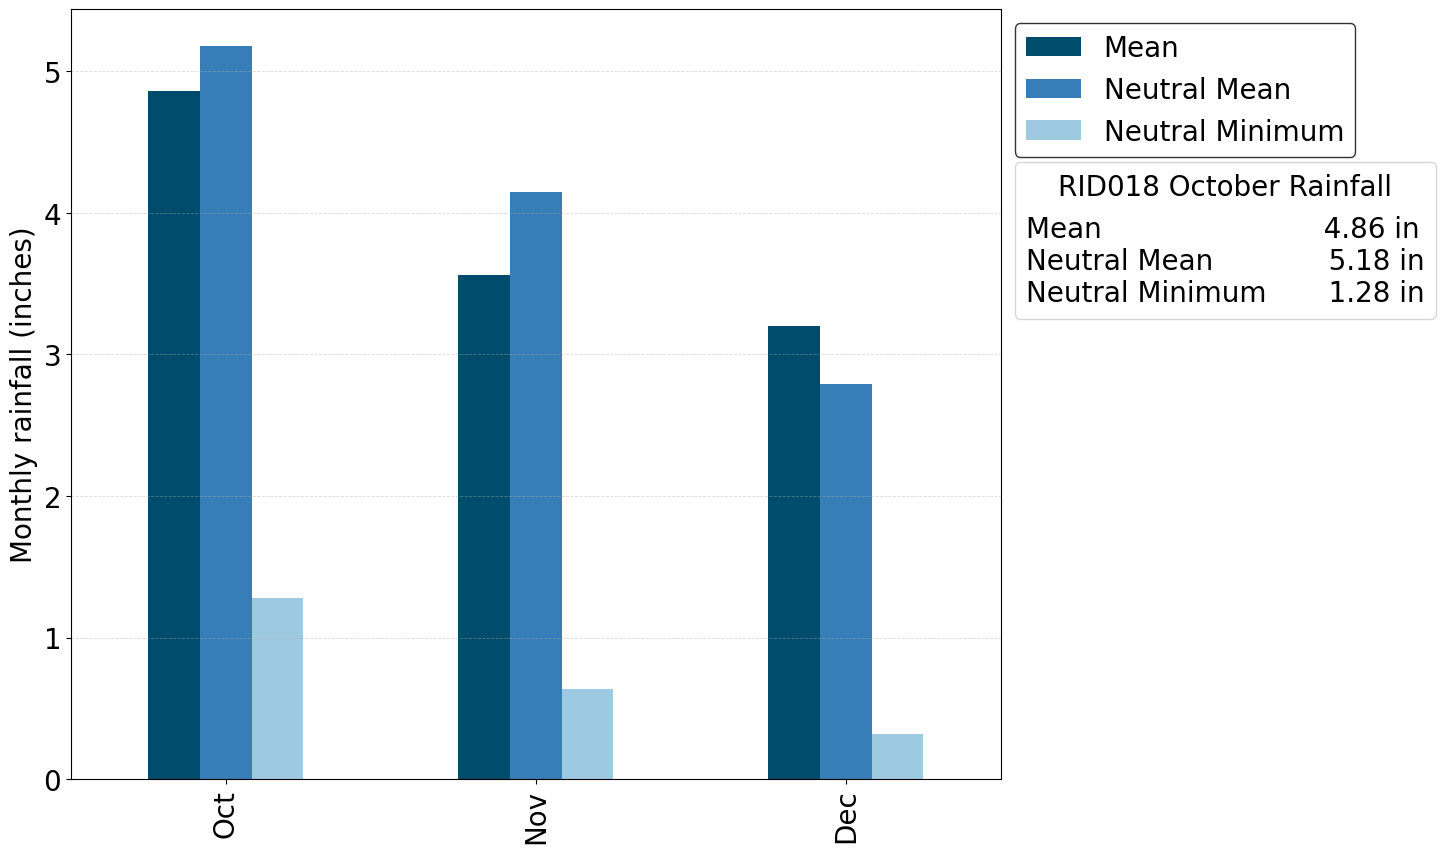 Monthly rainfall (inches)
5
4
3
2
1
0
Oct
Nov
Dec
Mean
Neutral Mean
Neutral Minimum
RID018 October Rainfall
Mean 4.86 in
Neutral Mean 5.18 in
Neutral Minimum 1.28 in